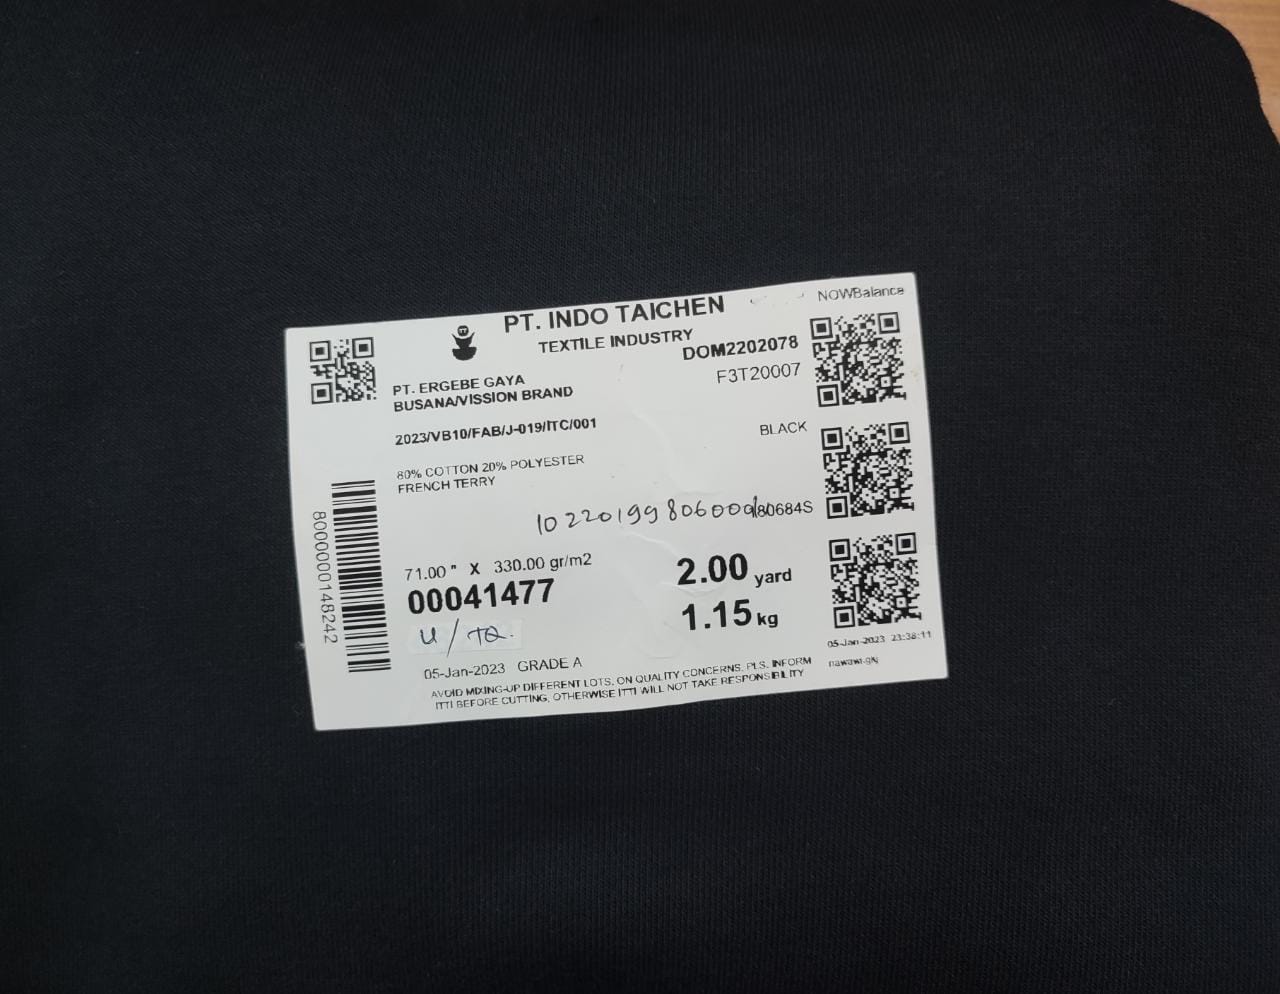 NOWBalance
PT. INDO TAICHEN
TEXTILE INDUSTRY
DOM2202078
F3T20007
PT. ERGEBE GAYA
BUSANA/VISSION BRAND
2023/VB10/FAB/J-019/ITC/001
BLACK
80% COTTON 20% POLYESTER
FRENCH TERRY
80684S
71.00 " X 330.00 gr/m2
2.00 yard
00041477
1.15 kg
U/TQ.
05-Jan-2023 GRADE A
AVOID MIXING-UP DIFFERENT LOTS. ON QUALITY CONCERNS, PLS. INFORM
ITTI BEFORE CUTTING, OTHERWISE ITTI WILL NOT TAKE RESPONSIBILITY
05-Jan-2023 23:38:11
8000000148242